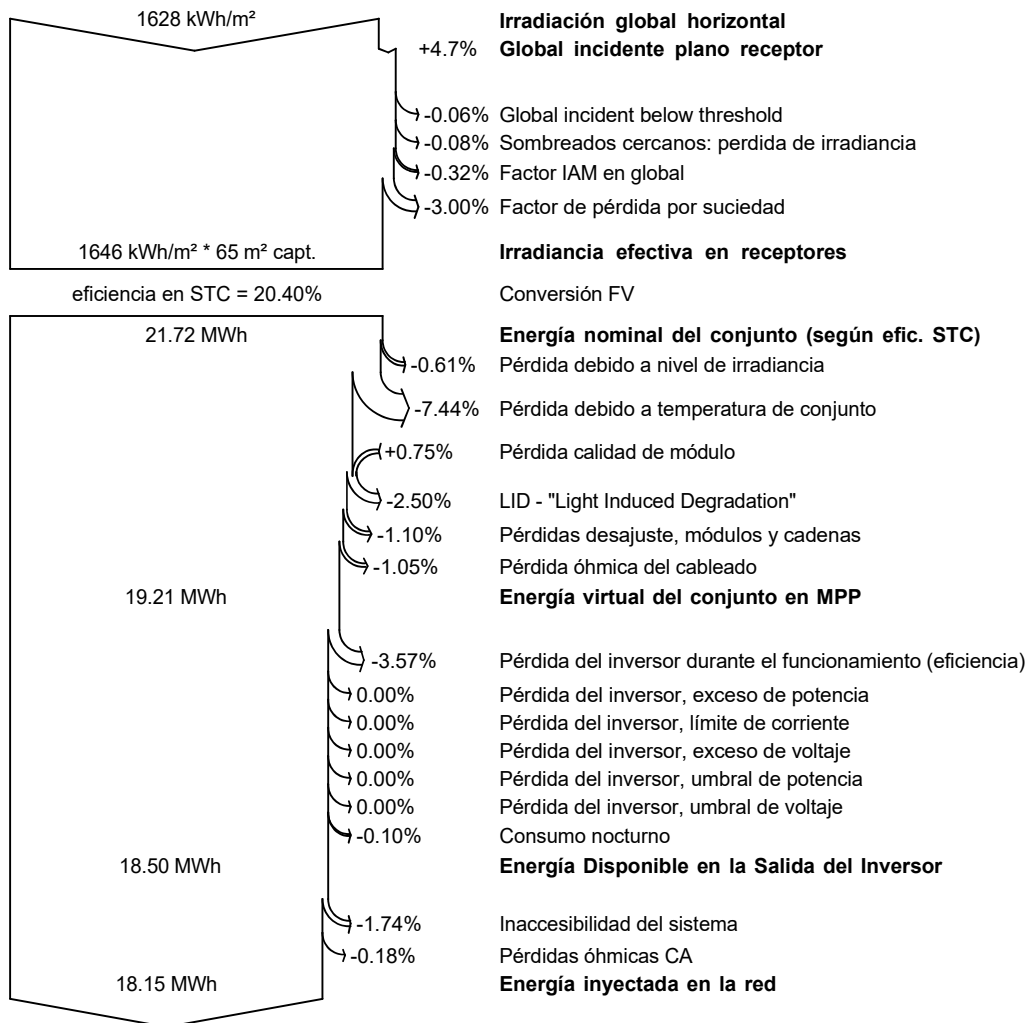 1628 kWh/m² Irradiación global horizontal
+4.7% Global incidente plano receptor
-0.06% Global incident below threshold
-0.08% Sombreados cercanos: perdida de irradiancia
-0.32% Factor IAM en global
-3.00% Factor de pérdida por suciedad
1646 kWh/m² * 65 m² capt. Irradiancia efectiva en receptores
eficiencia en STC = 20.40% Conversión FV
21.72 MWh Energía nominal del conjunto (según efic. STC)
-0.61% Pérdida debido a nivel de irradiancia
-7.44% Pérdida debido a temperatura de conjunto
+0.75% Pérdida calidad de módulo
-2.50% LID - "Light Induced Degradation"
-1.10% Pérdidas desajuste, módulos y cadenas
-1.05% Pérdida óhmica del cableado
19.21 MWh Energía virtual del conjunto en MPP
-3.57% Pérdida del inversor durante el funcionamiento (eficiencia)
0.00% Pérdida del inversor, exceso de potencia
0.00% Pérdida del inversor, límite de corriente
0.00% Pérdida del inversor, exceso de voltaje
0.00% Pérdida del inversor, umbral de potencia
0.00% Pérdida del inversor, umbral de voltaje
-0.10% Consumo nocturno
18.50 MWh Energía Disponible en la Salida del Inversor
-1.74% Inaccesibilidad del sistema
-0.18% Pérdidas óhmicas CA
18.15 MWh Energía inyectada en la red